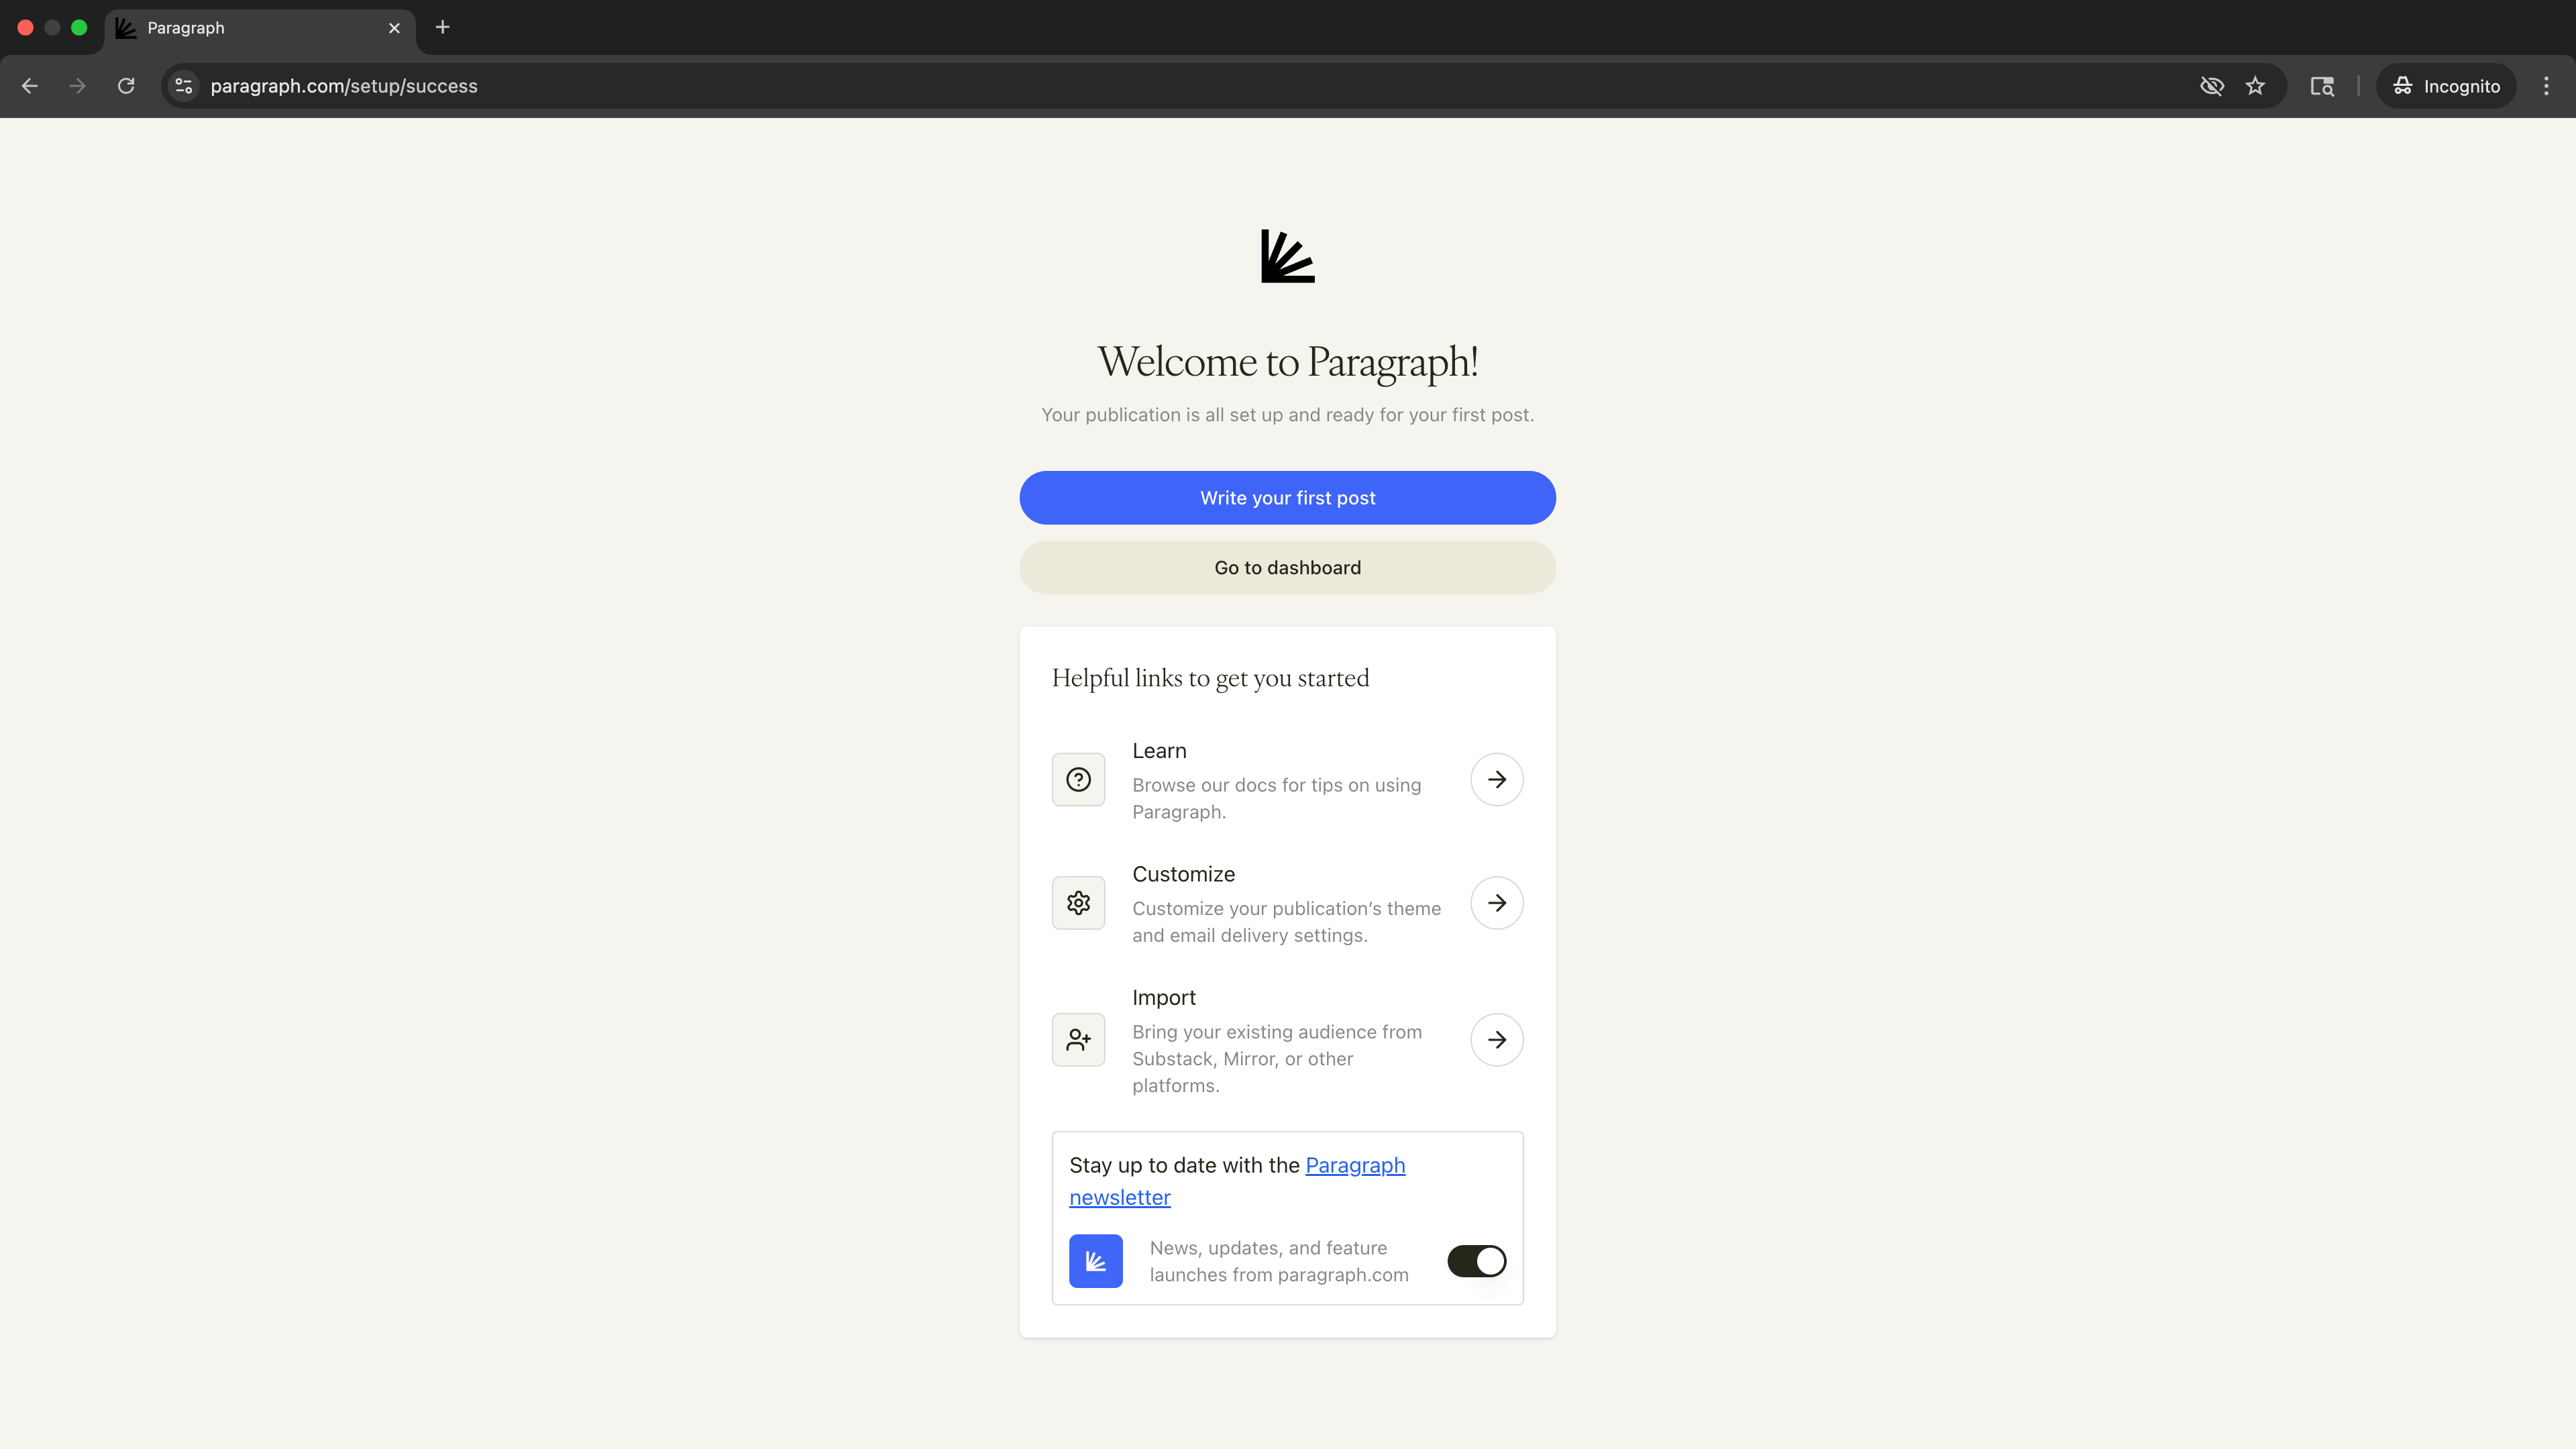 Paragraph
paragraph.com/setup/success
Incognito
Welcome to Paragraph!
Your publication is all set up and ready for your first post.
Write your first post
Go to dashboard
Helpful links to get you started
Learn
Browse our docs for tips on using
Paragraph.
Customize
Customize your publication’s theme
and email delivery settings.
Import
Bring your existing audience from
Substack, Mirror, or other
platforms.
Stay up to date with the Paragraph
newsletter
News, updates, and feature
launches from paragraph.com